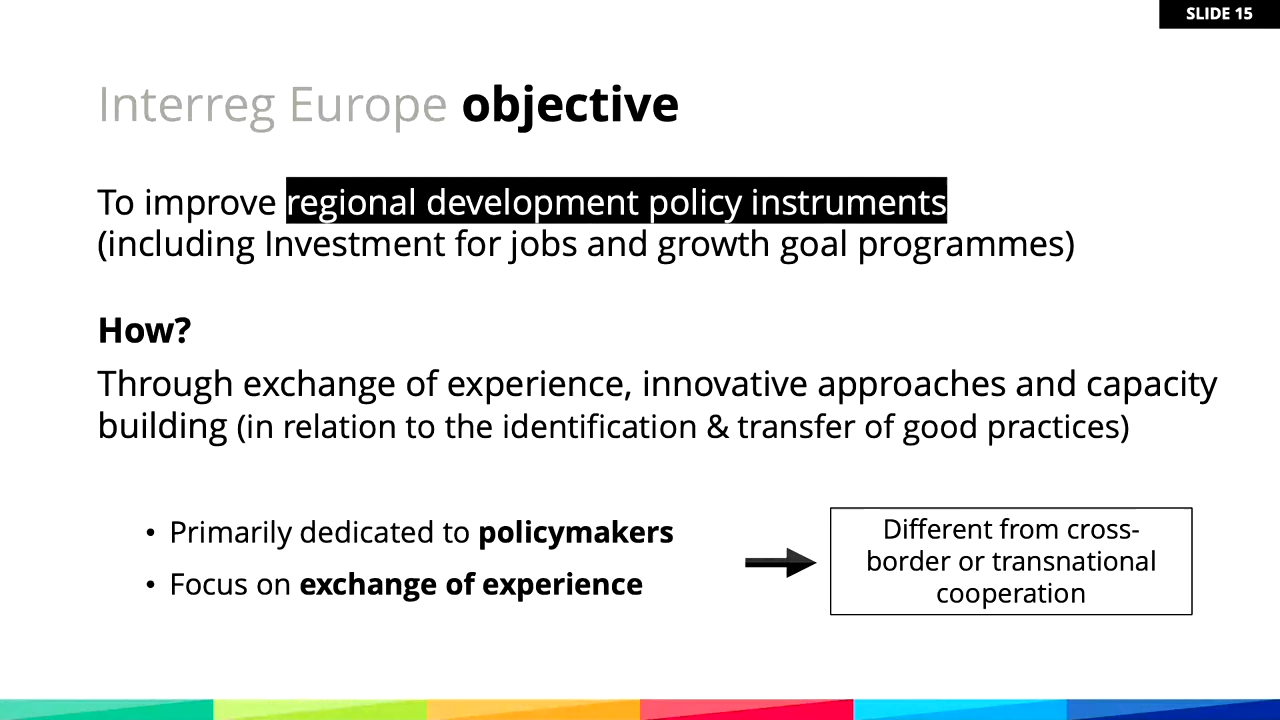 SLIDE 15
Interreg Europe objective
To improve regional development policy instruments
(including Investment for jobs and growth goal programmes)
How?
Through exchange of experience, innovative approaches and capacity
building (in relation to the identification & transfer of good practices)
• Primarily dedicated to policymakers
• Focus on exchange of experience
Different from cross-
border or transnational
cooperation